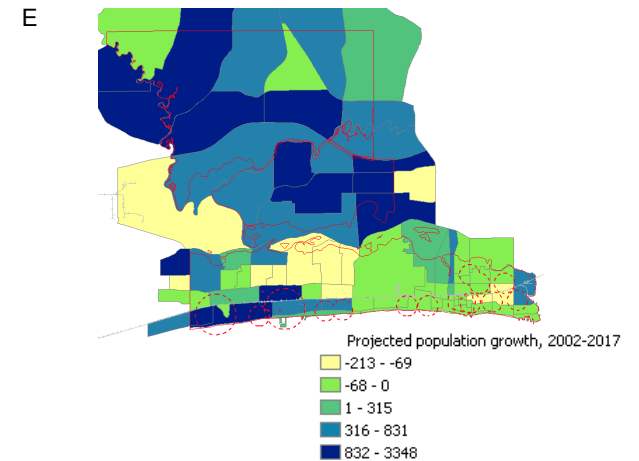 E
Projected population growth, 2002-2017
-213 - -69
-68 - 0
1 - 315
316 - 831
832 - 3348